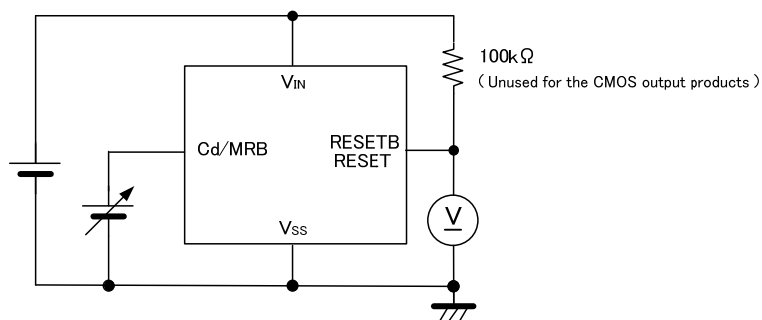 100kΩ
(Unused for the CMOS output products)
VIN
Cd/MRB
RESETB
RESET
V
VSS